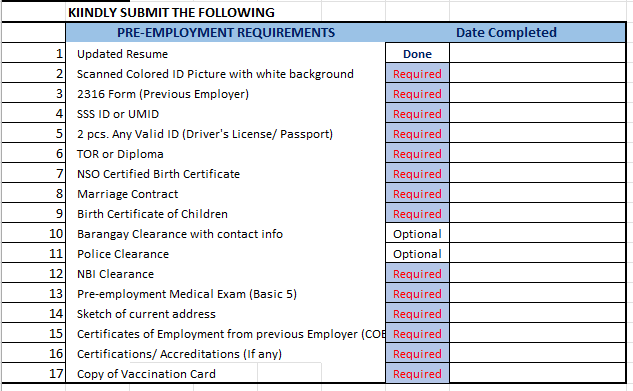 KIINDLY SUBMIT THE FOLLOWING
PRE-EMPLOYMENT REQUIREMENTS Date Completed
1 Updated Resume Done
2 Scanned Colored ID Picture with white background Required
3 2316 Form (Previous Employer) Required
4 SSS ID or UMID Required
5 2 pcs. Any Valid ID (Driver's License/ Passport) Required
6 TOR or Diploma Required
7 NSO Certified Birth Certificate Required
8 Marriage Contract Required
9 Birth Certificate of Children Required
10 Barangay Clearance with contact info Optional
11 Police Clearance Optional
12 NBI Clearance Required
13 Pre-employment Medical Exam (Basic 5) Required
14 Sketch of current address Required
15 Certificates of Employment from previous Employer (COE Required
16 Certifications/ Accreditations (If any) Required
17 Copy of Vaccination Card Required